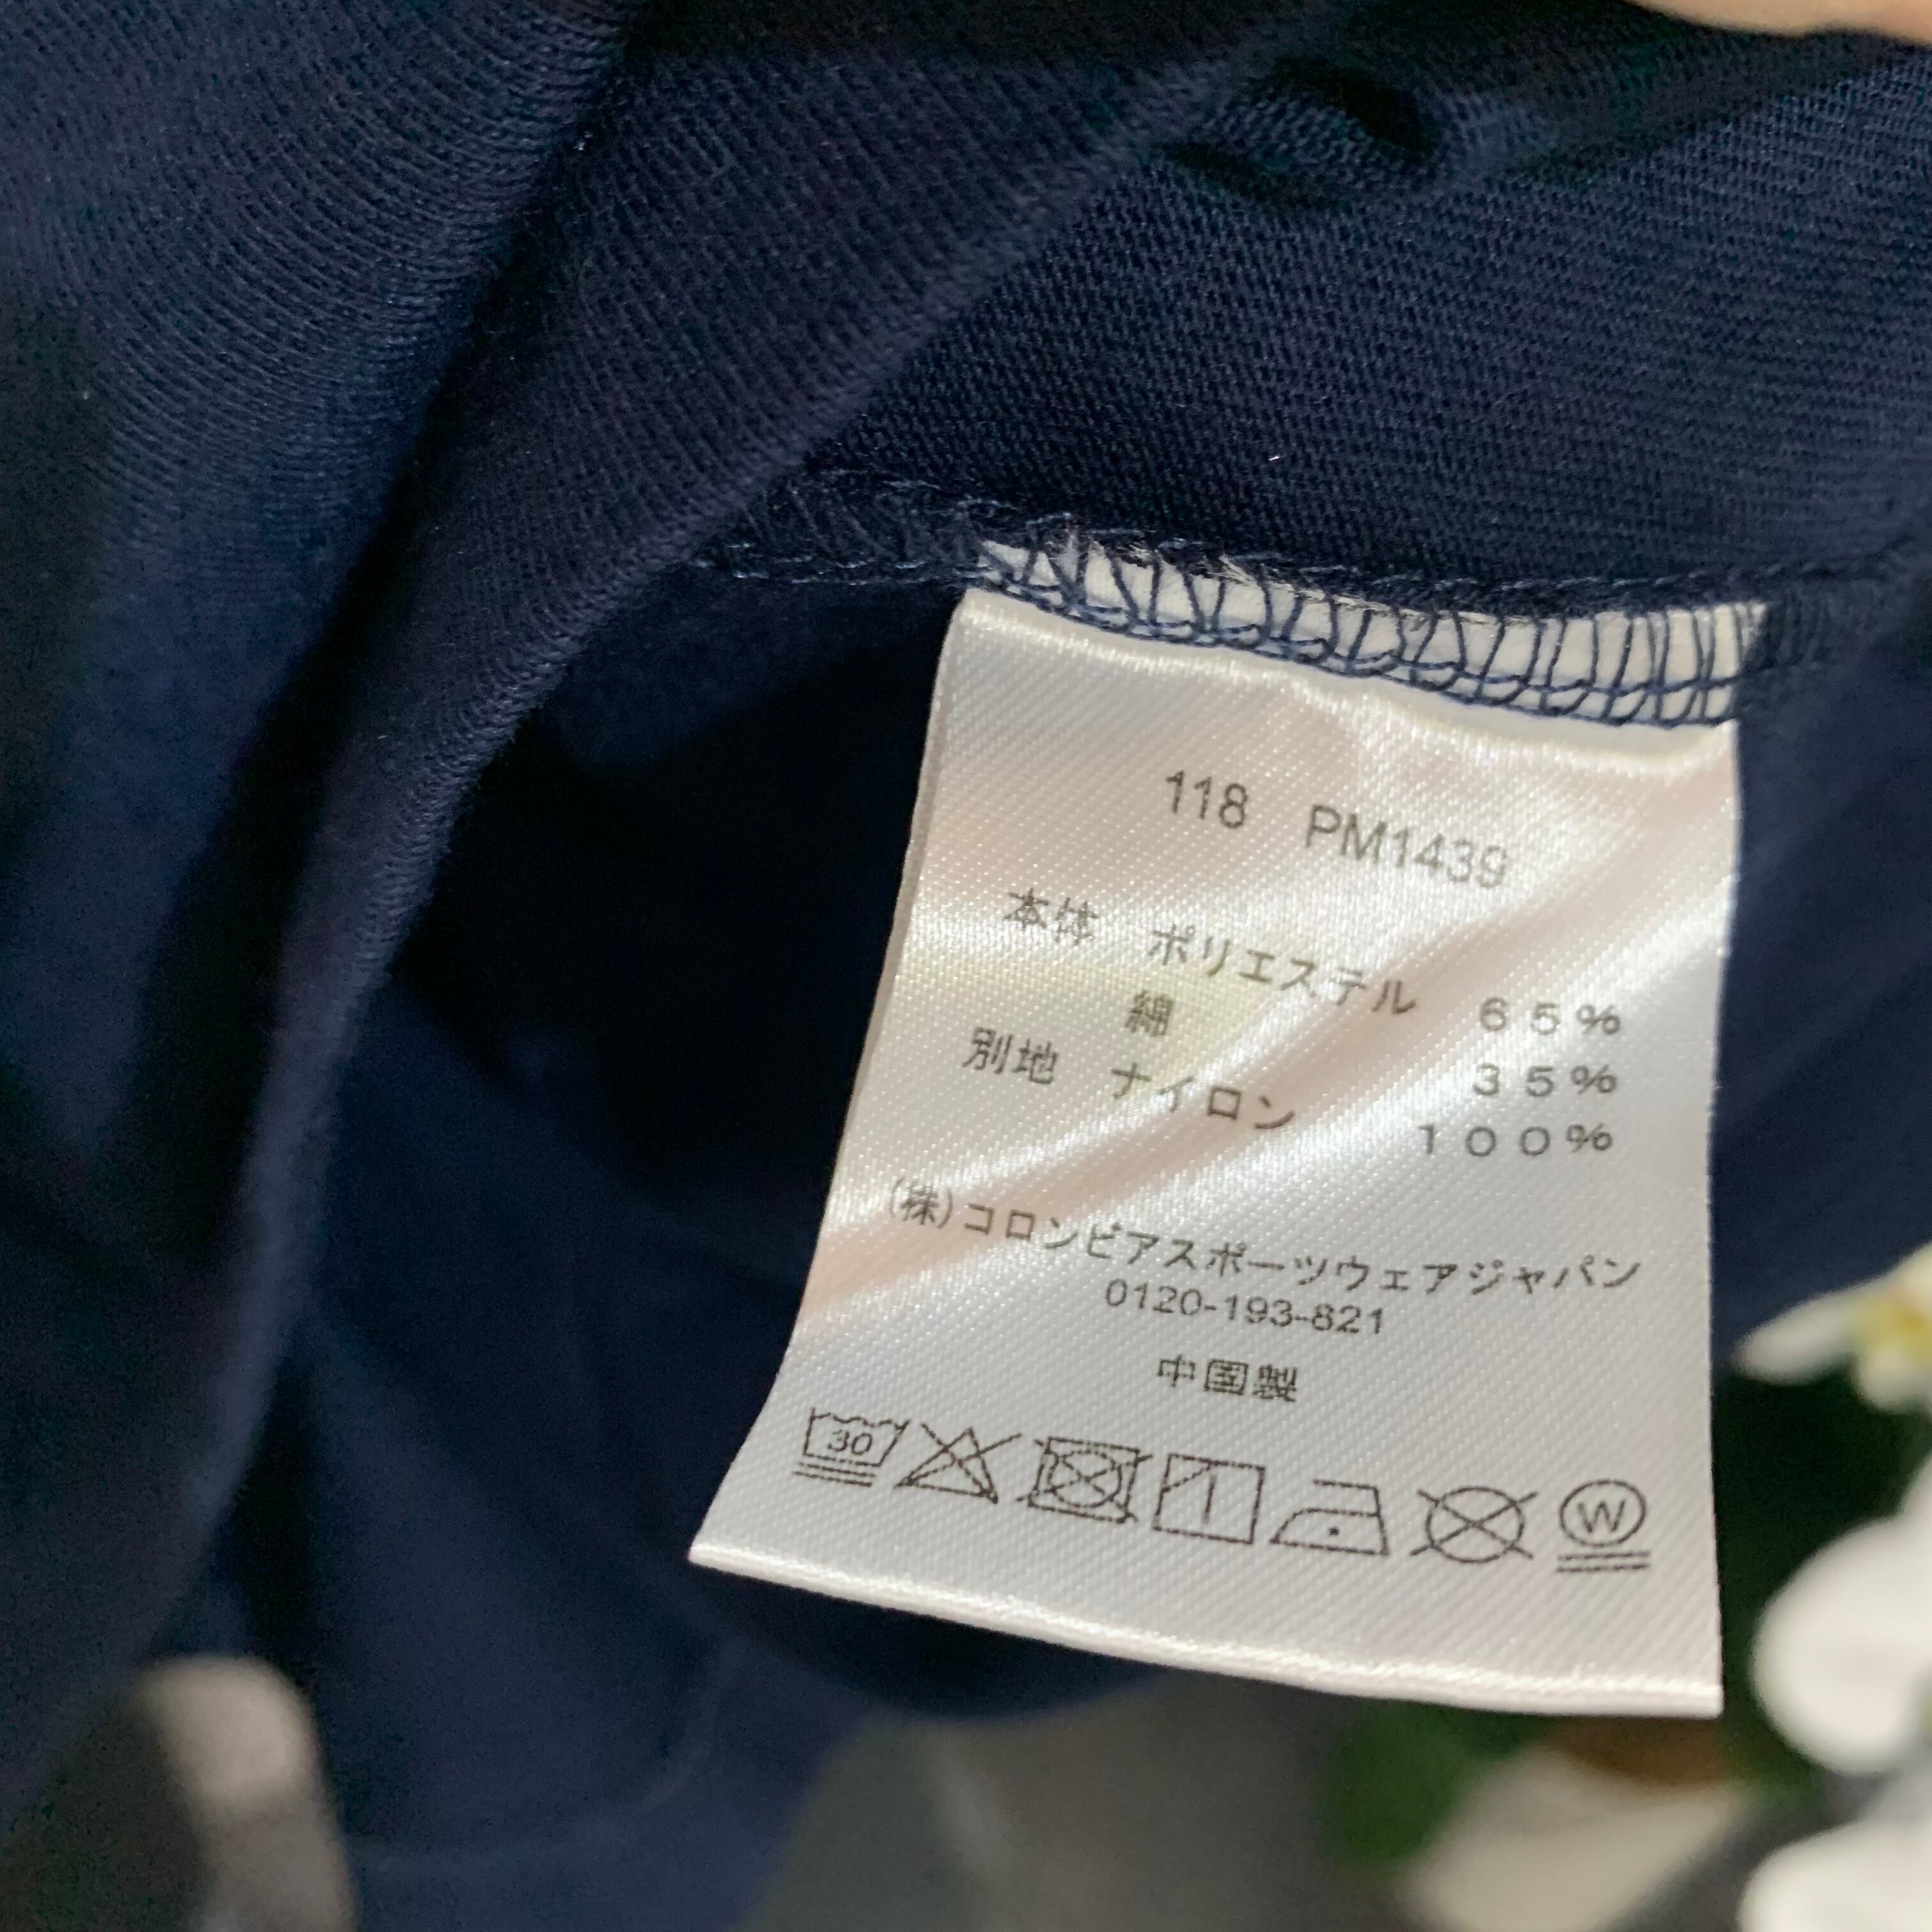 118 PM1439
本体 ポリエステル 65%
綿 35%
別地 ナイロン 100%
(株)コロンビアスポーツウェアジャパン
0120-193-821
中国製
30
W